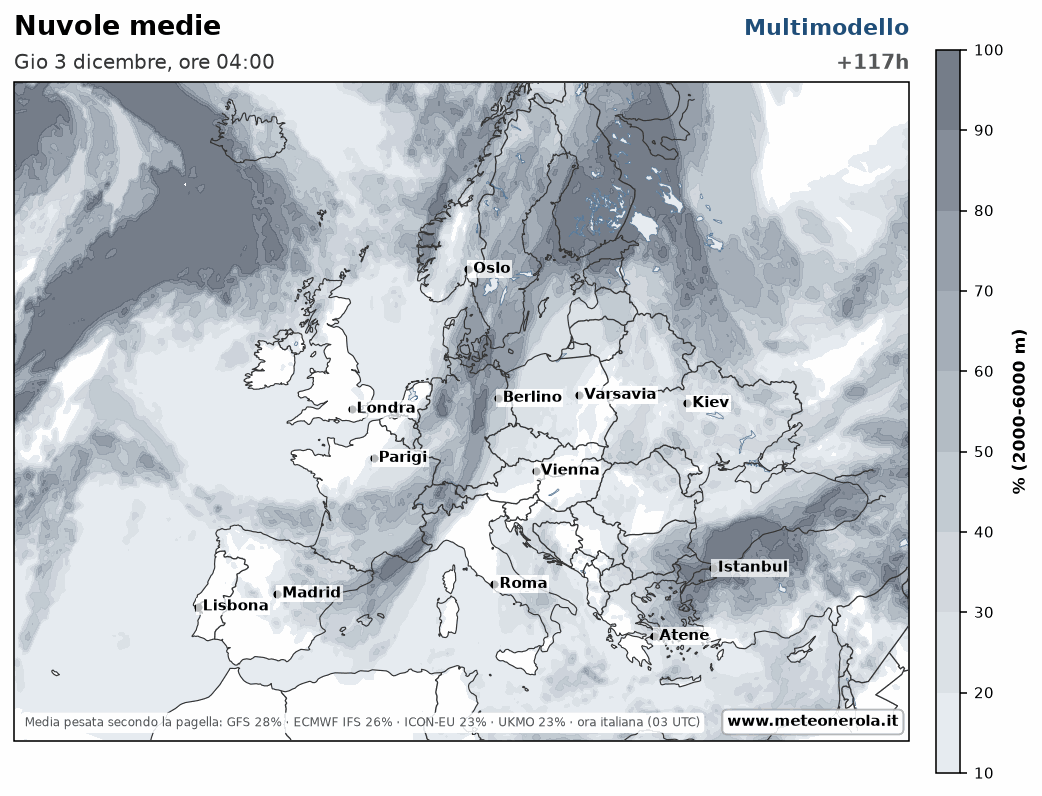 Nuvole medie
Multimodello
Gio 3 dicembre, ore 04:00
+117h
100
90
80
70
60
50
40
30
20
10
% (2000-6000 m)
Oslo
Londra
Berlino
Varsavia
Kiev
Parigi
Vienna
Istanbul
Roma
Madrid
Lisbona
Atene
Media pesata secondo la pagella: GFS 28% · ECMWF IFS 26% · ICON-EU 23% · UKMO 23% · ora italiana (03 UTC)
www.meteonerola.it